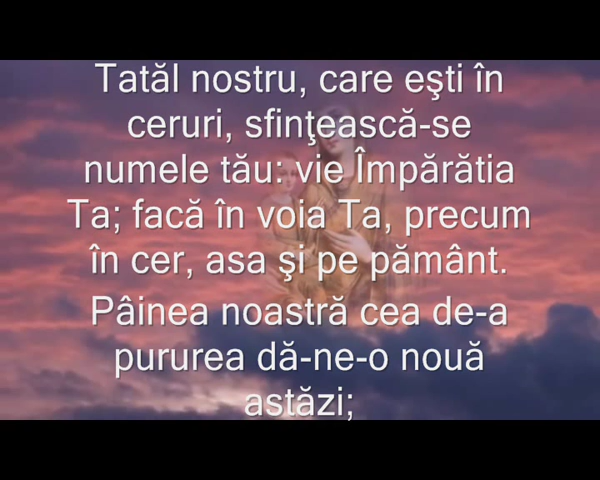 Tatăl nostru, care eşti în
ceruri, sfinţească-se
numele tău: vie Împărătia
Ta; facă în voia Ta, precum
în cer, asa şi pe pământ.
Pâinea noastră cea de-a
pururea dă-ne-o nouă
astăzi;